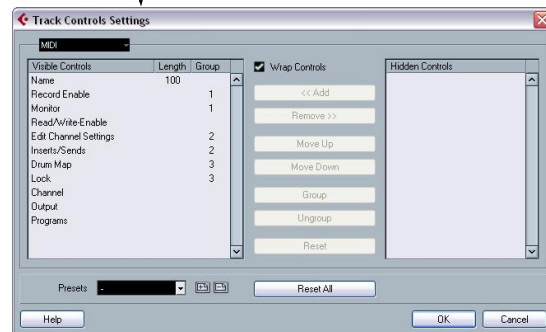 Track Controls Settings
MIDI
Visible Controls Length Group
Wrap Controls
Hidden Controls
Name 100
Record Enable 1
Monitor 1
Read/Write-Enable
Edit Channel Settings 2
Inserts/Sends 2
Drum Map 3
Lock 3
Channel
Output
Programs
<< Add
Remove >>
Move Up
Move Down
Group
Ungroup
Reset
Presets -
Reset All
Help
OK
Cancel